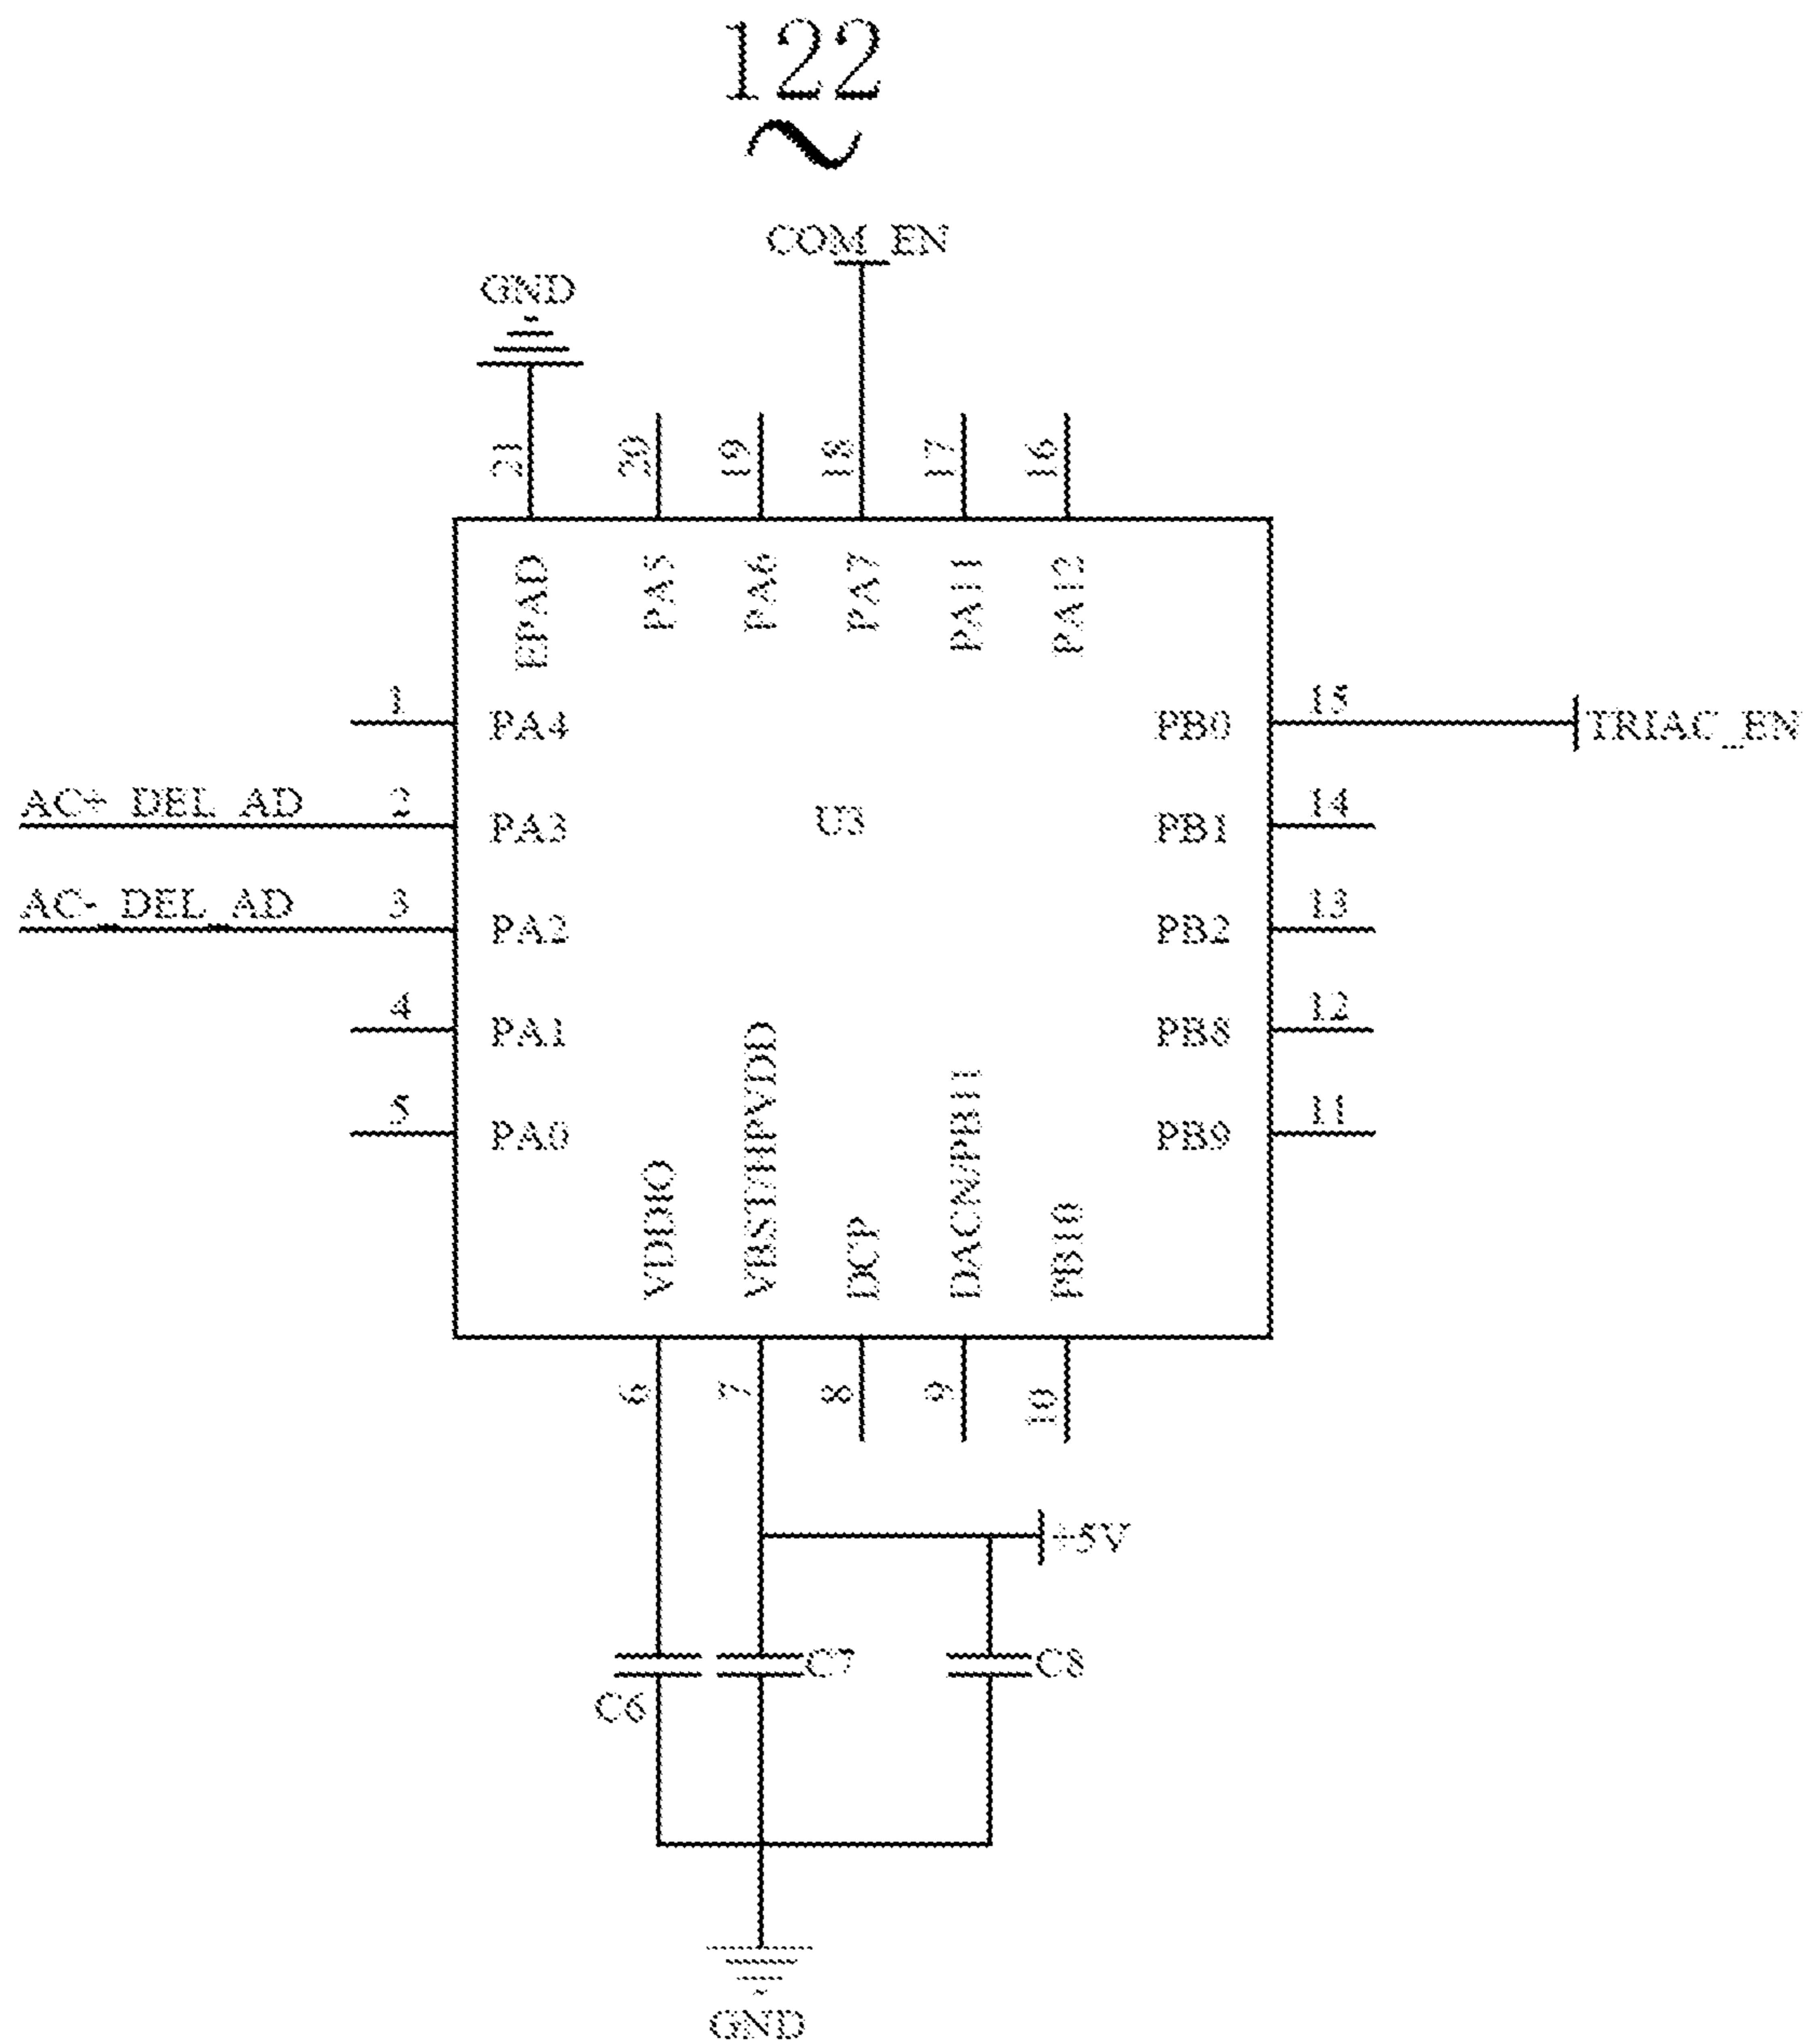 122
COM_EN
GND
21 20 19 18 17 16
EPAD PA5 PA6 PA7 PA11 PA12
1 PA4 PB0 15 TRIAC_EN
AC+_DEL_AD 2 PA3 U3 PB1 14
AC-_DEL_AD 3 PA2 PB2 13
4 PA1 PB8 12
5 PA0 PB9 11
VDDIO VBST/HPVDD DCP DACN/PB11 PB10
6 7 8 9 10
+5V
C7 C8
C6
GND